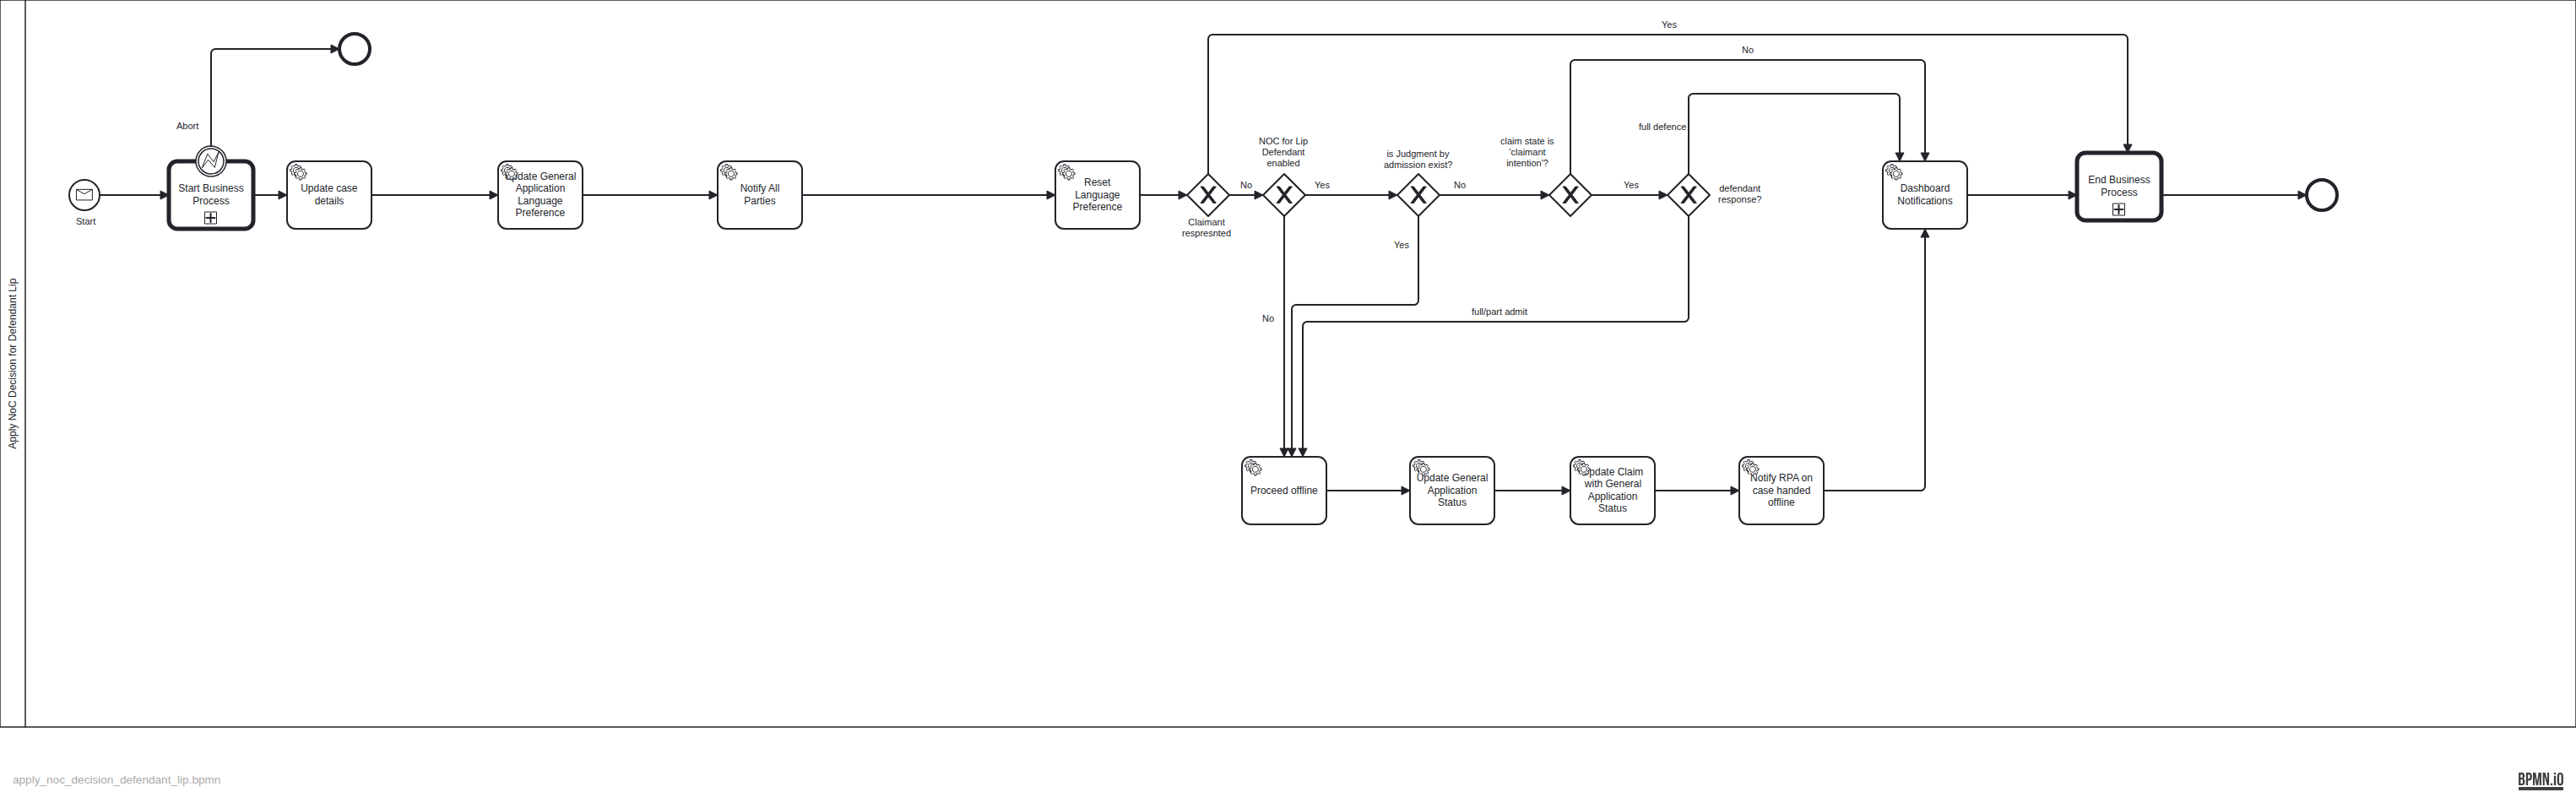 Apply NoC Decision for Defendant Lip
Start
Abort
Start Business
Process
Update case
details
Update General
Application
Language
Preference
Notify All
Parties
Reset
Language
Preference
Claimant
respresnted
Yes
No
NOC for Lip
Defendant
enabled
Yes
No
is Judgment by
admission exist?
No
Yes
claim state is
'claimant
intention'?
No
Yes
full defence
defendant
response?
full/part admit
Dashboard
Notifications
End Business
Process
Proceed offline
Update General
Application
Status
Update Claim
with General
Application
Status
Notify RPA on
case handed
offline
apply_noc_decision_defendant_lip.bpmn
BPMN.iO